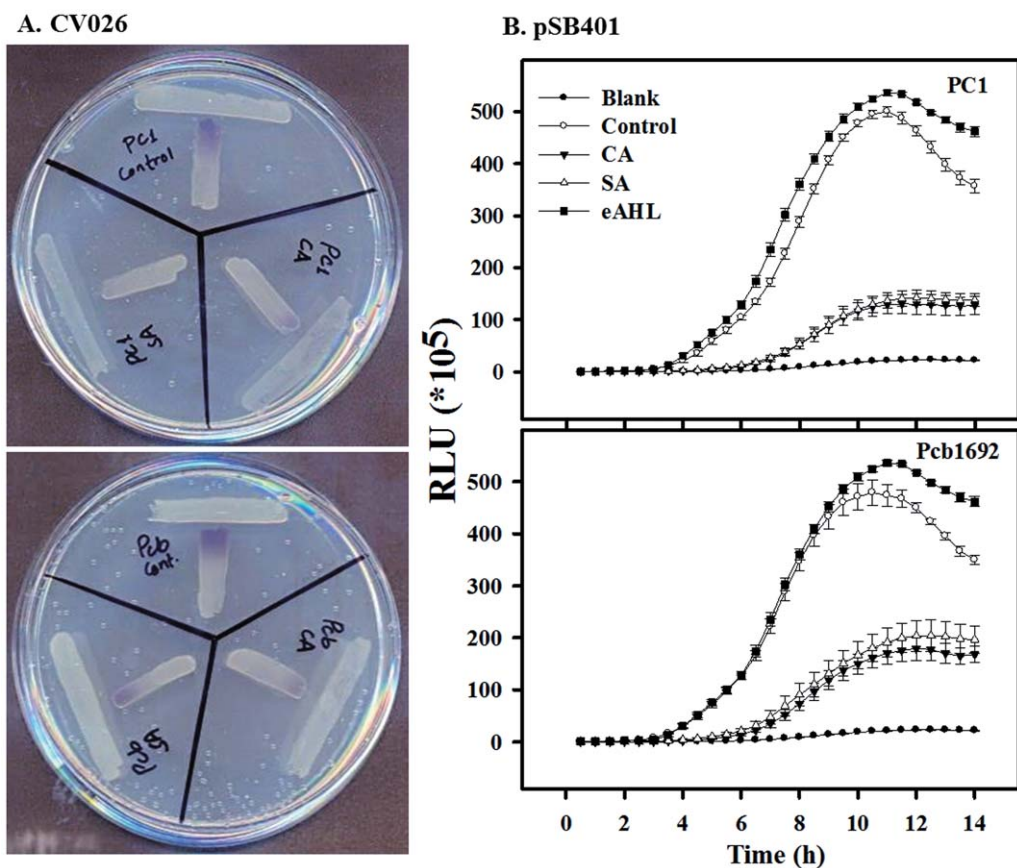 A. CV026
PC1
control
PC1
CA
PC1
SA
Pcb
cont.
Pcb
CA
Pcb
SA
B. pSB401
PC1
Blank
Control
CA
SA
eAHL
500
400
300
200
100
0
RLU (*10⁵)
Pcb1692
500
400
300
200
100
0
0 2 4 6 8 10 12 14
Time (h)